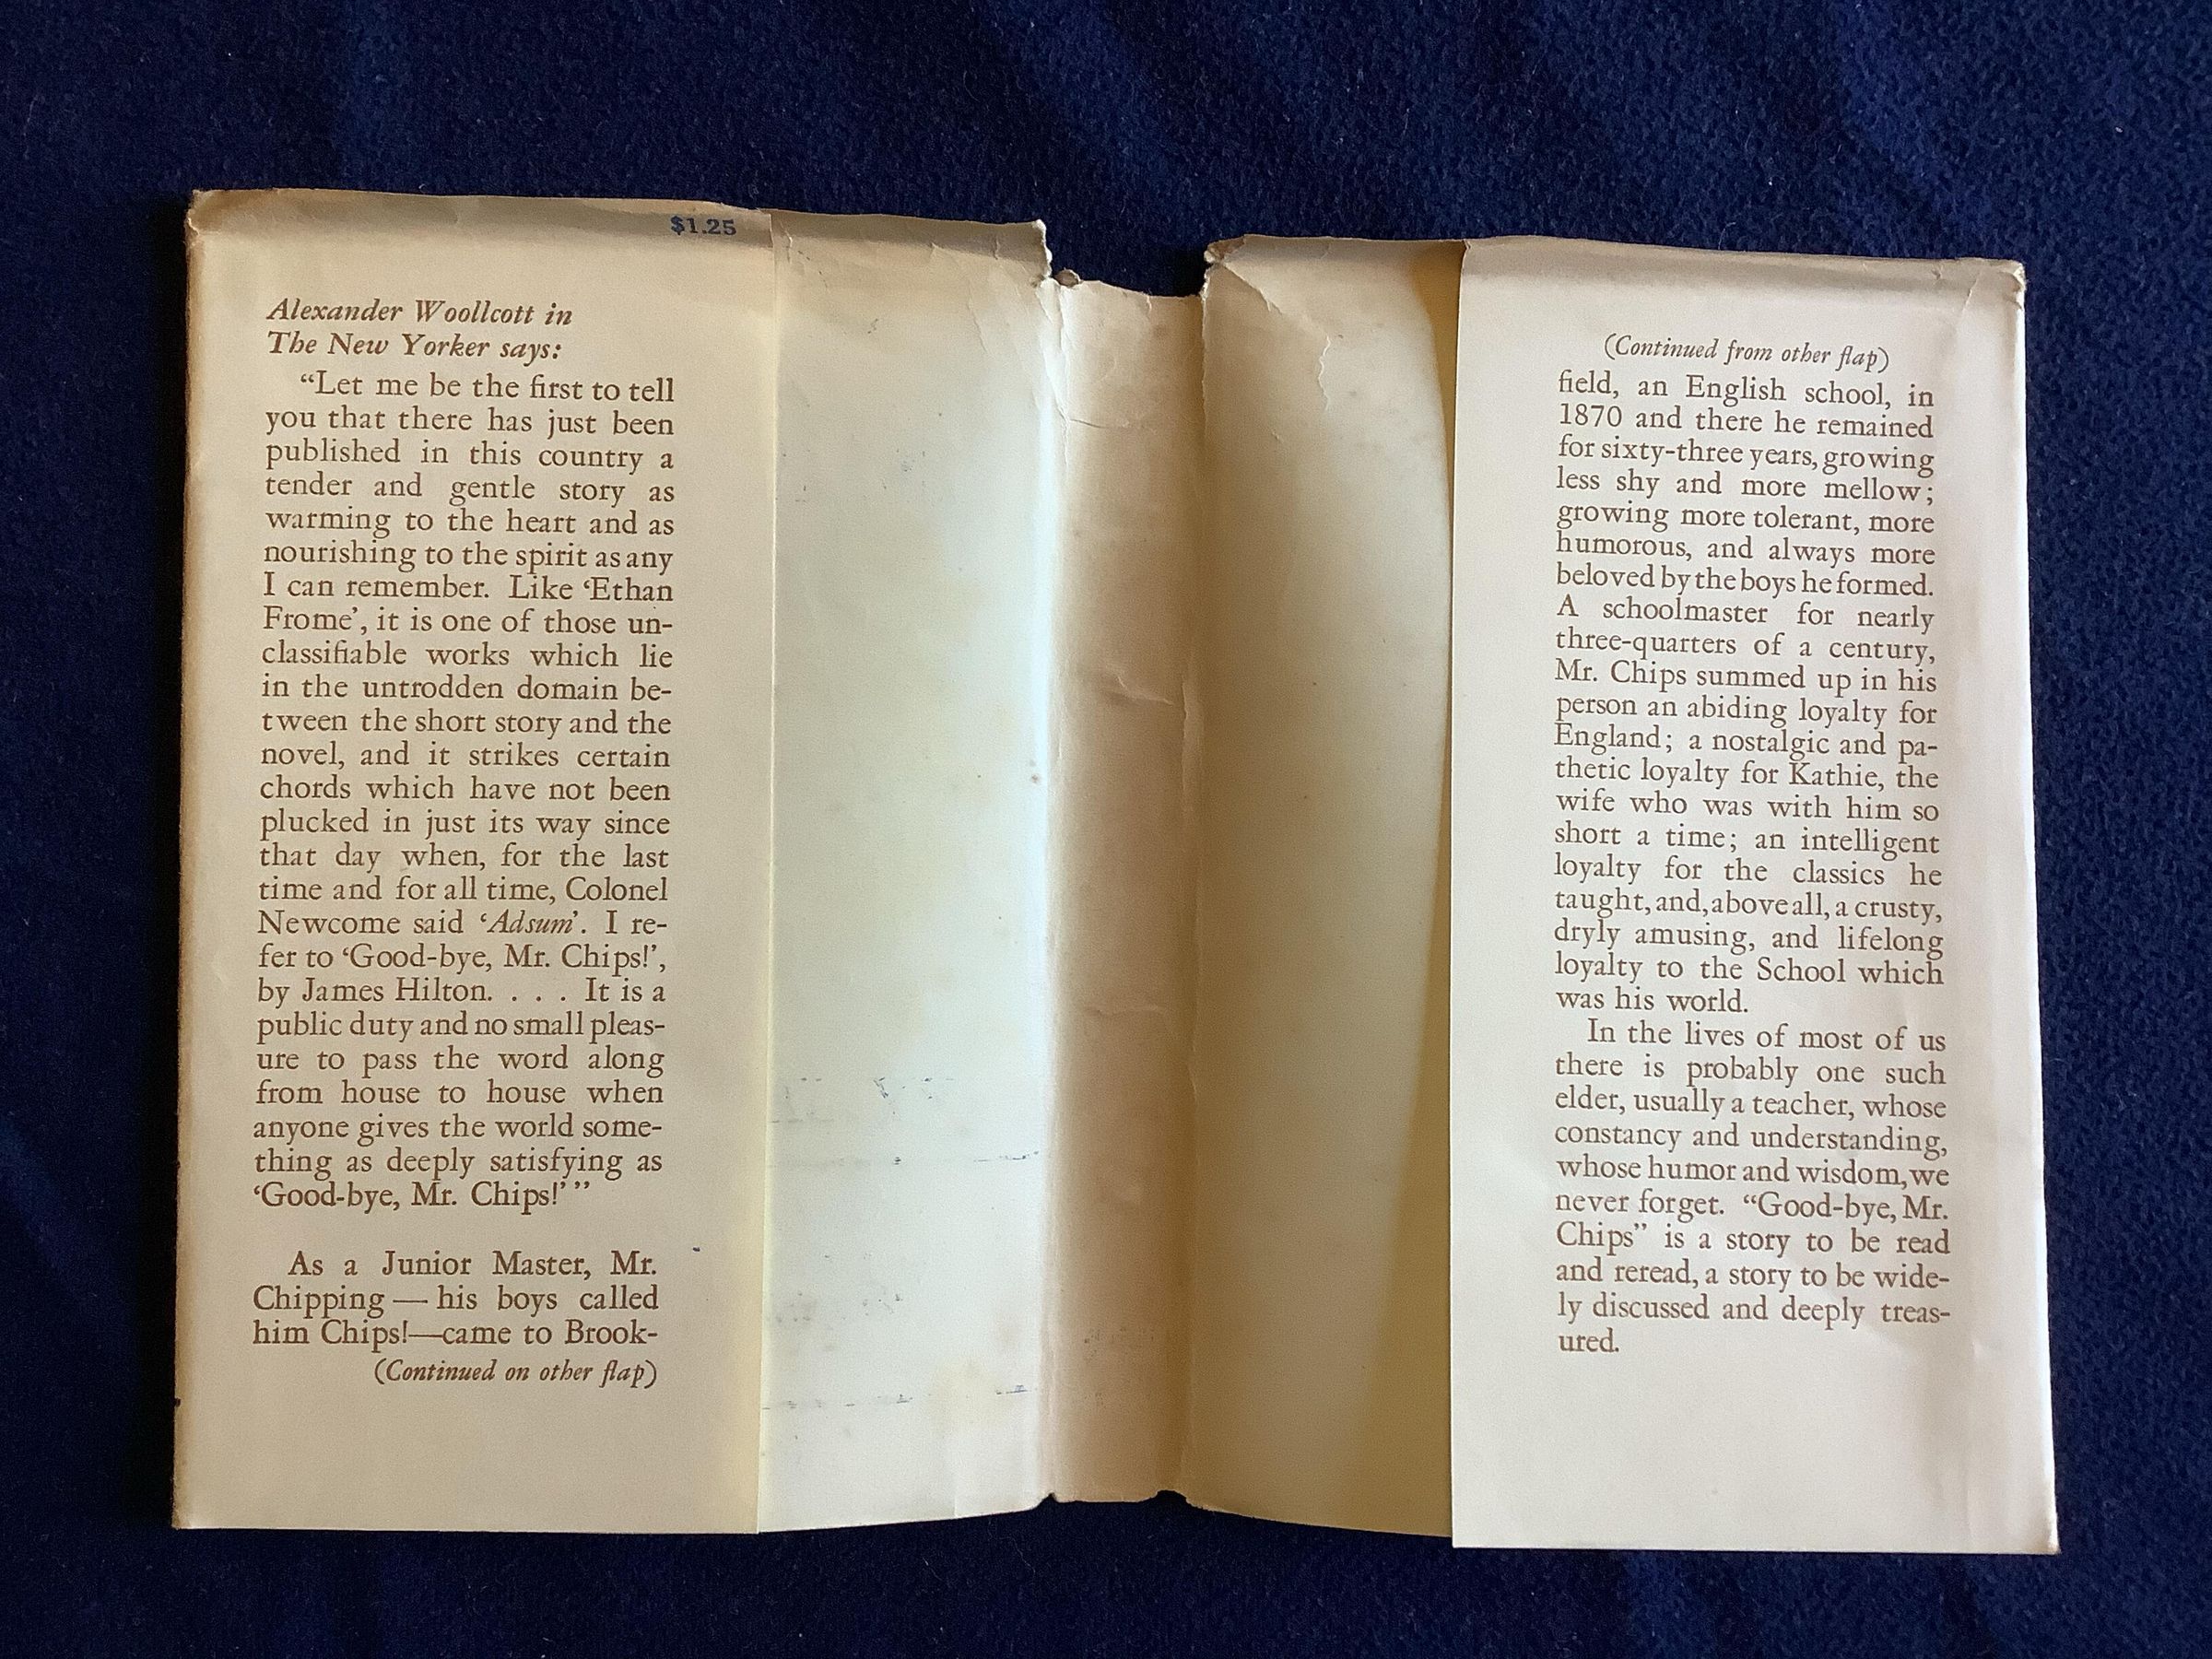 $1.25
Alexander Woollcott in
The New Yorker says:
“Let me be the first to tell
you that there has just been
published in this country a
tender and gentle story as
warming to the heart and as
nourishing to the spirit as any
I can remember. Like ‘Ethan
Frome’, it is one of those un-
classifiable works which lie
in the untrodden domain be-
tween the short story and the
novel, and it strikes certain
chords which have not been
plucked in just its way since
that day when, for the last
time and for all time, Colonel
Newcome said ‘Adsum’. I re-
fer to ‘Good-bye, Mr. Chips!’,
by James Hilton. . . . It is a
public duty and no small pleas-
ure to pass the word along
from house to house when
anyone gives the world some-
thing as deeply satisfying as
‘Good-bye, Mr. Chips!’ ”
As a Junior Master, Mr.
Chipping — his boys called
him Chips!—came to Brook-
(Continued on other flap)
(Continued from other flap)
field, an English school, in
1870 and there he remained
for sixty-three years, growing
less shy and more mellow;
growing more tolerant, more
humorous, and always more
beloved by the boys he formed.
A schoolmaster for nearly
three-quarters of a century,
Mr. Chips summed up in his
person an abiding loyalty for
England; a nostalgic and pa-
thetic loyalty for Kathie, the
wife who was with him so
short a time; an intelligent
loyalty for the classics he
taught, and, above all, a crusty,
dryly amusing, and lifelong
loyalty to the School which
was his world.
In the lives of most of us
there is probably one such
elder, usually a teacher, whose
constancy and understanding,
whose humor and wisdom, we
never forget. “Good-bye, Mr.
Chips” is a story to be read
and reread, a story to be wide-
ly discussed and deeply treas-
ured.